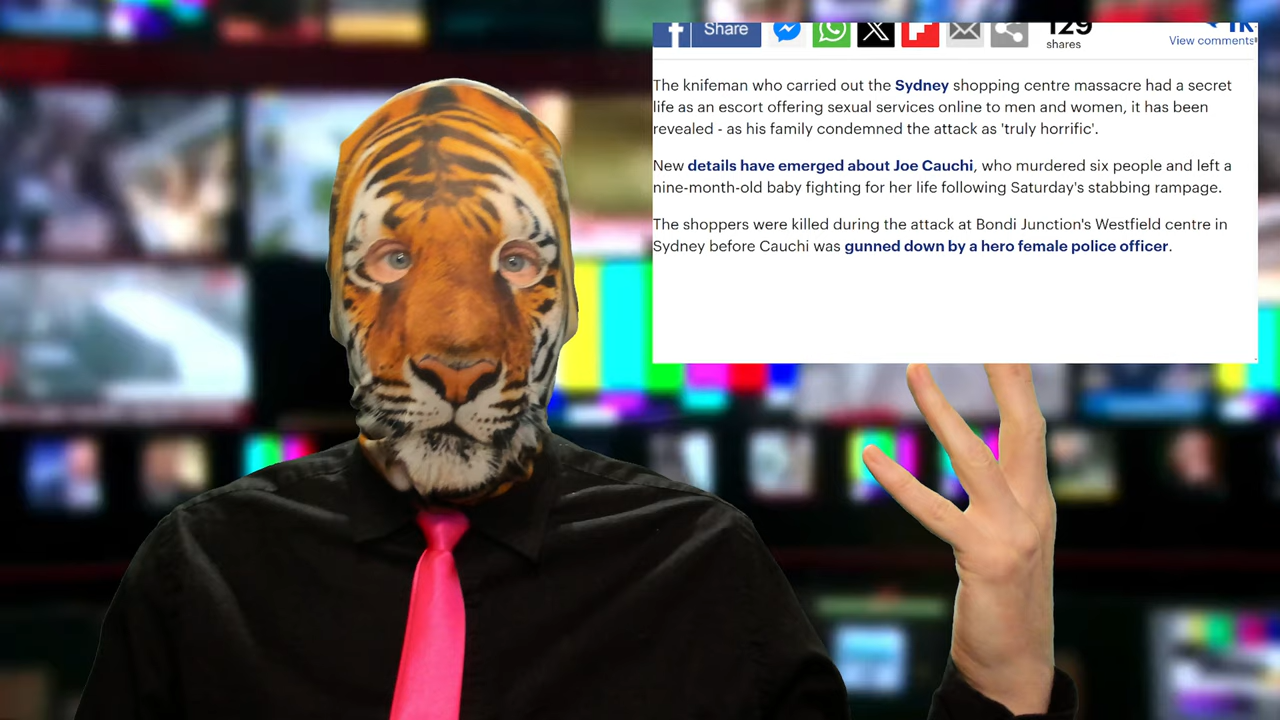 Share
129
shares
View comments
The knifeman who carried out the Sydney shopping centre massacre had a secret
life as an escort offering sexual services online to men and women, it has been
revealed - as his family condemned the attack as 'truly horrific'.
New details have emerged about Joe Cauchi, who murdered six people and left a
nine-month-old baby fighting for her life following Saturday's stabbing rampage.
The shoppers were killed during the attack at Bondi Junction's Westfield centre in
Sydney before Cauchi was gunned down by a hero female police officer.